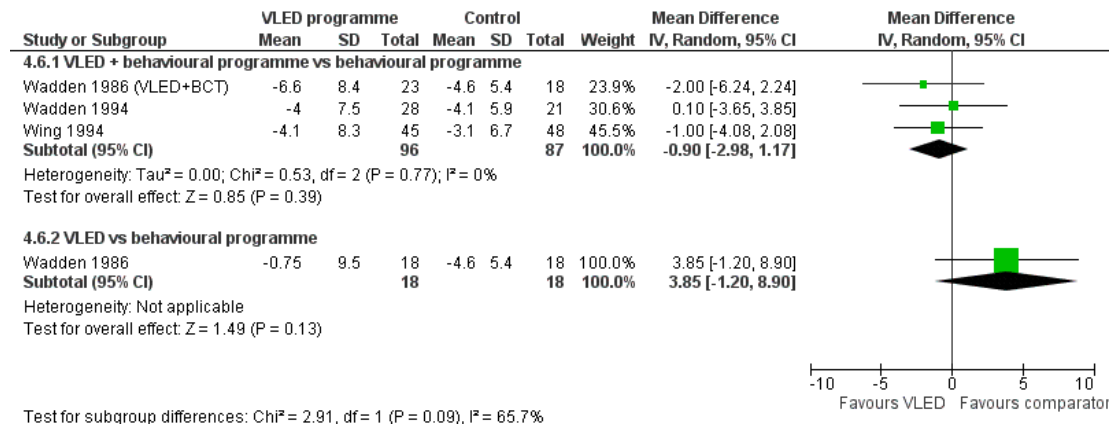 VLED programme Control Mean Difference Mean Difference
Study or Subgroup Mean SD Total Mean SD Total Weight IV, Random, 95% CI IV, Random, 95% CI
4.6.1 VLED + behavioural programme vs behavioural programme
Wadden 1986 (VLED+BCT) -6.6 8.4 23 -4.6 5.4 18 23.9% -2.00 [-6.24, 2.24]
Wadden 1994 -4 7.5 28 -4.1 5.9 21 30.6% 0.10 [-3.65, 3.85]
Wing 1994 -4.1 8.3 45 -3.1 6.7 48 45.5% -1.00 [-4.08, 2.08]
Subtotal (95% CI) 96 87 100.0% -0.90 [-2.98, 1.17]
Heterogeneity: Tau² = 0.00; Chi² = 0.53, df = 2 (P = 0.77); I² = 0%
Test for overall effect: Z = 0.85 (P = 0.39)
4.6.2 VLED vs behavioural programme
Wadden 1986 -0.75 9.5 18 -4.6 5.4 18 100.0% 3.85 [-1.20, 8.90]
Subtotal (95% CI) 18 18 100.0% 3.85 [-1.20, 8.90]
Heterogeneity: Not applicable
Test for overall effect: Z = 1.49 (P = 0.13)
-10 -5 0 5 10
Favours VLED Favours comparator
Test for subgroup differences: Chi² = 2.91, df = 1 (P = 0.09), I² = 65.7%